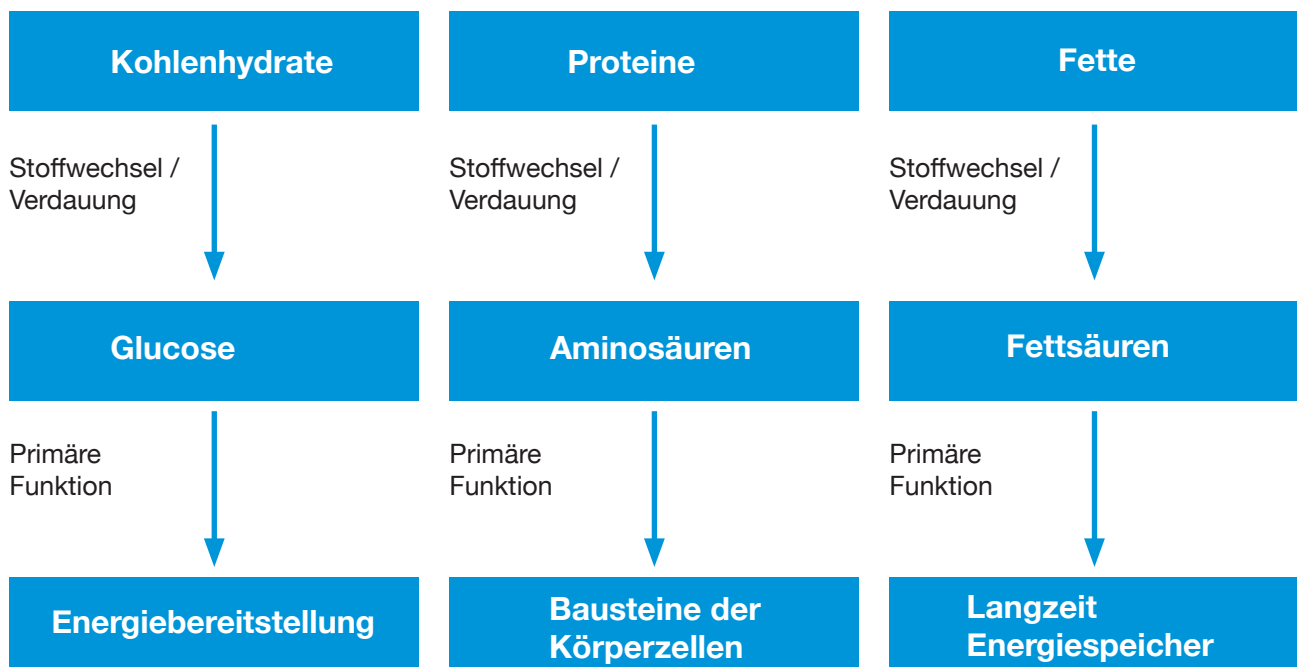 Kohlenhydrate
Proteine
Fette
Stoffwechsel /
Verdauung
Stoffwechsel /
Verdauung
Stoffwechsel /
Verdauung
Glucose
Aminosäuren
Fettsäuren
Primäre
Funktion
Primäre
Funktion
Primäre
Funktion
Energiebereitstellung
Bausteine der
Körperzellen
Langzeit
Energiespeicher